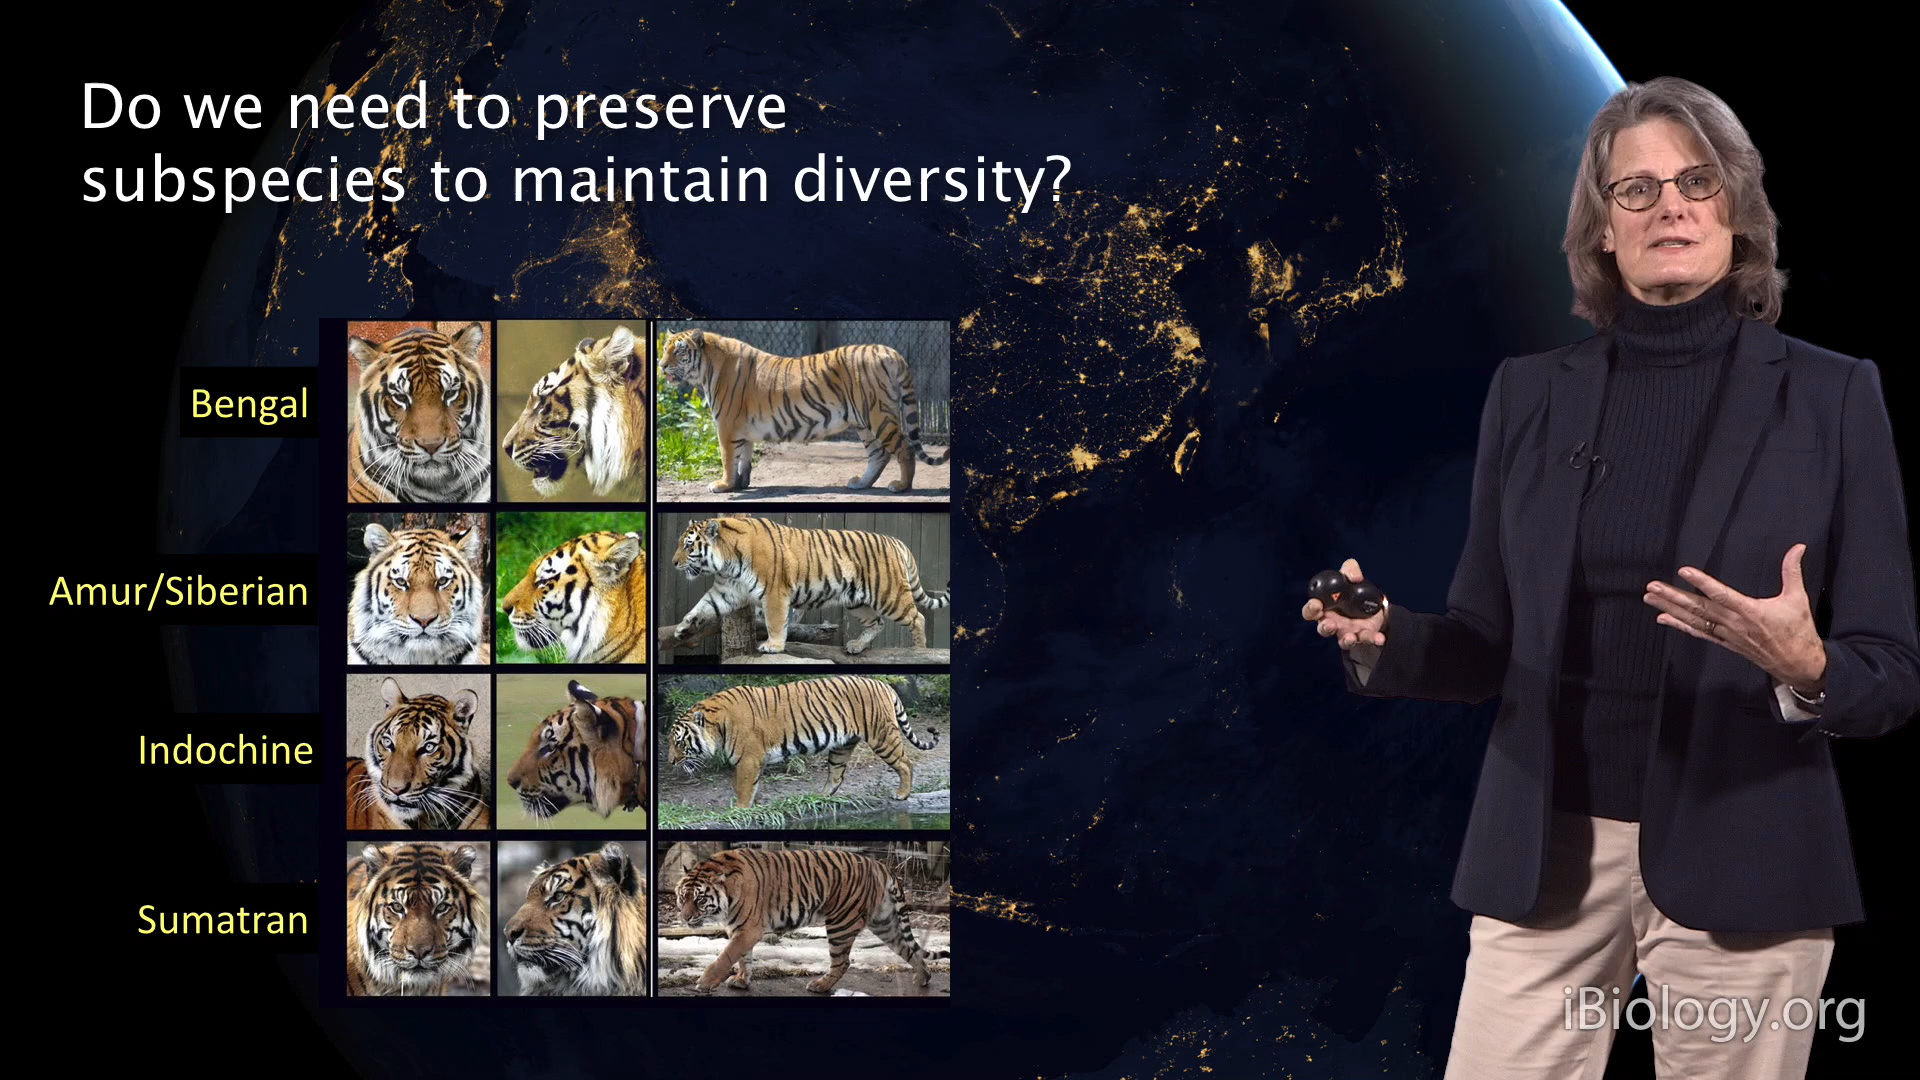 Do we need to preserve
subspecies to maintain diversity?
Bengal
Amur/Siberian
Indochine
Sumatran
iBiology.org